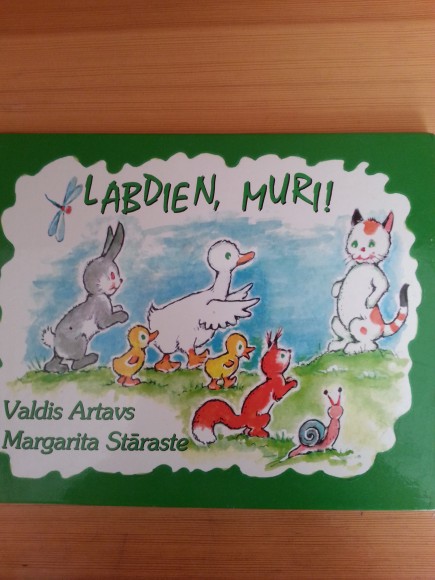 LABDIEN, MURI!
Valdis Artavs
Margarita Stāraste